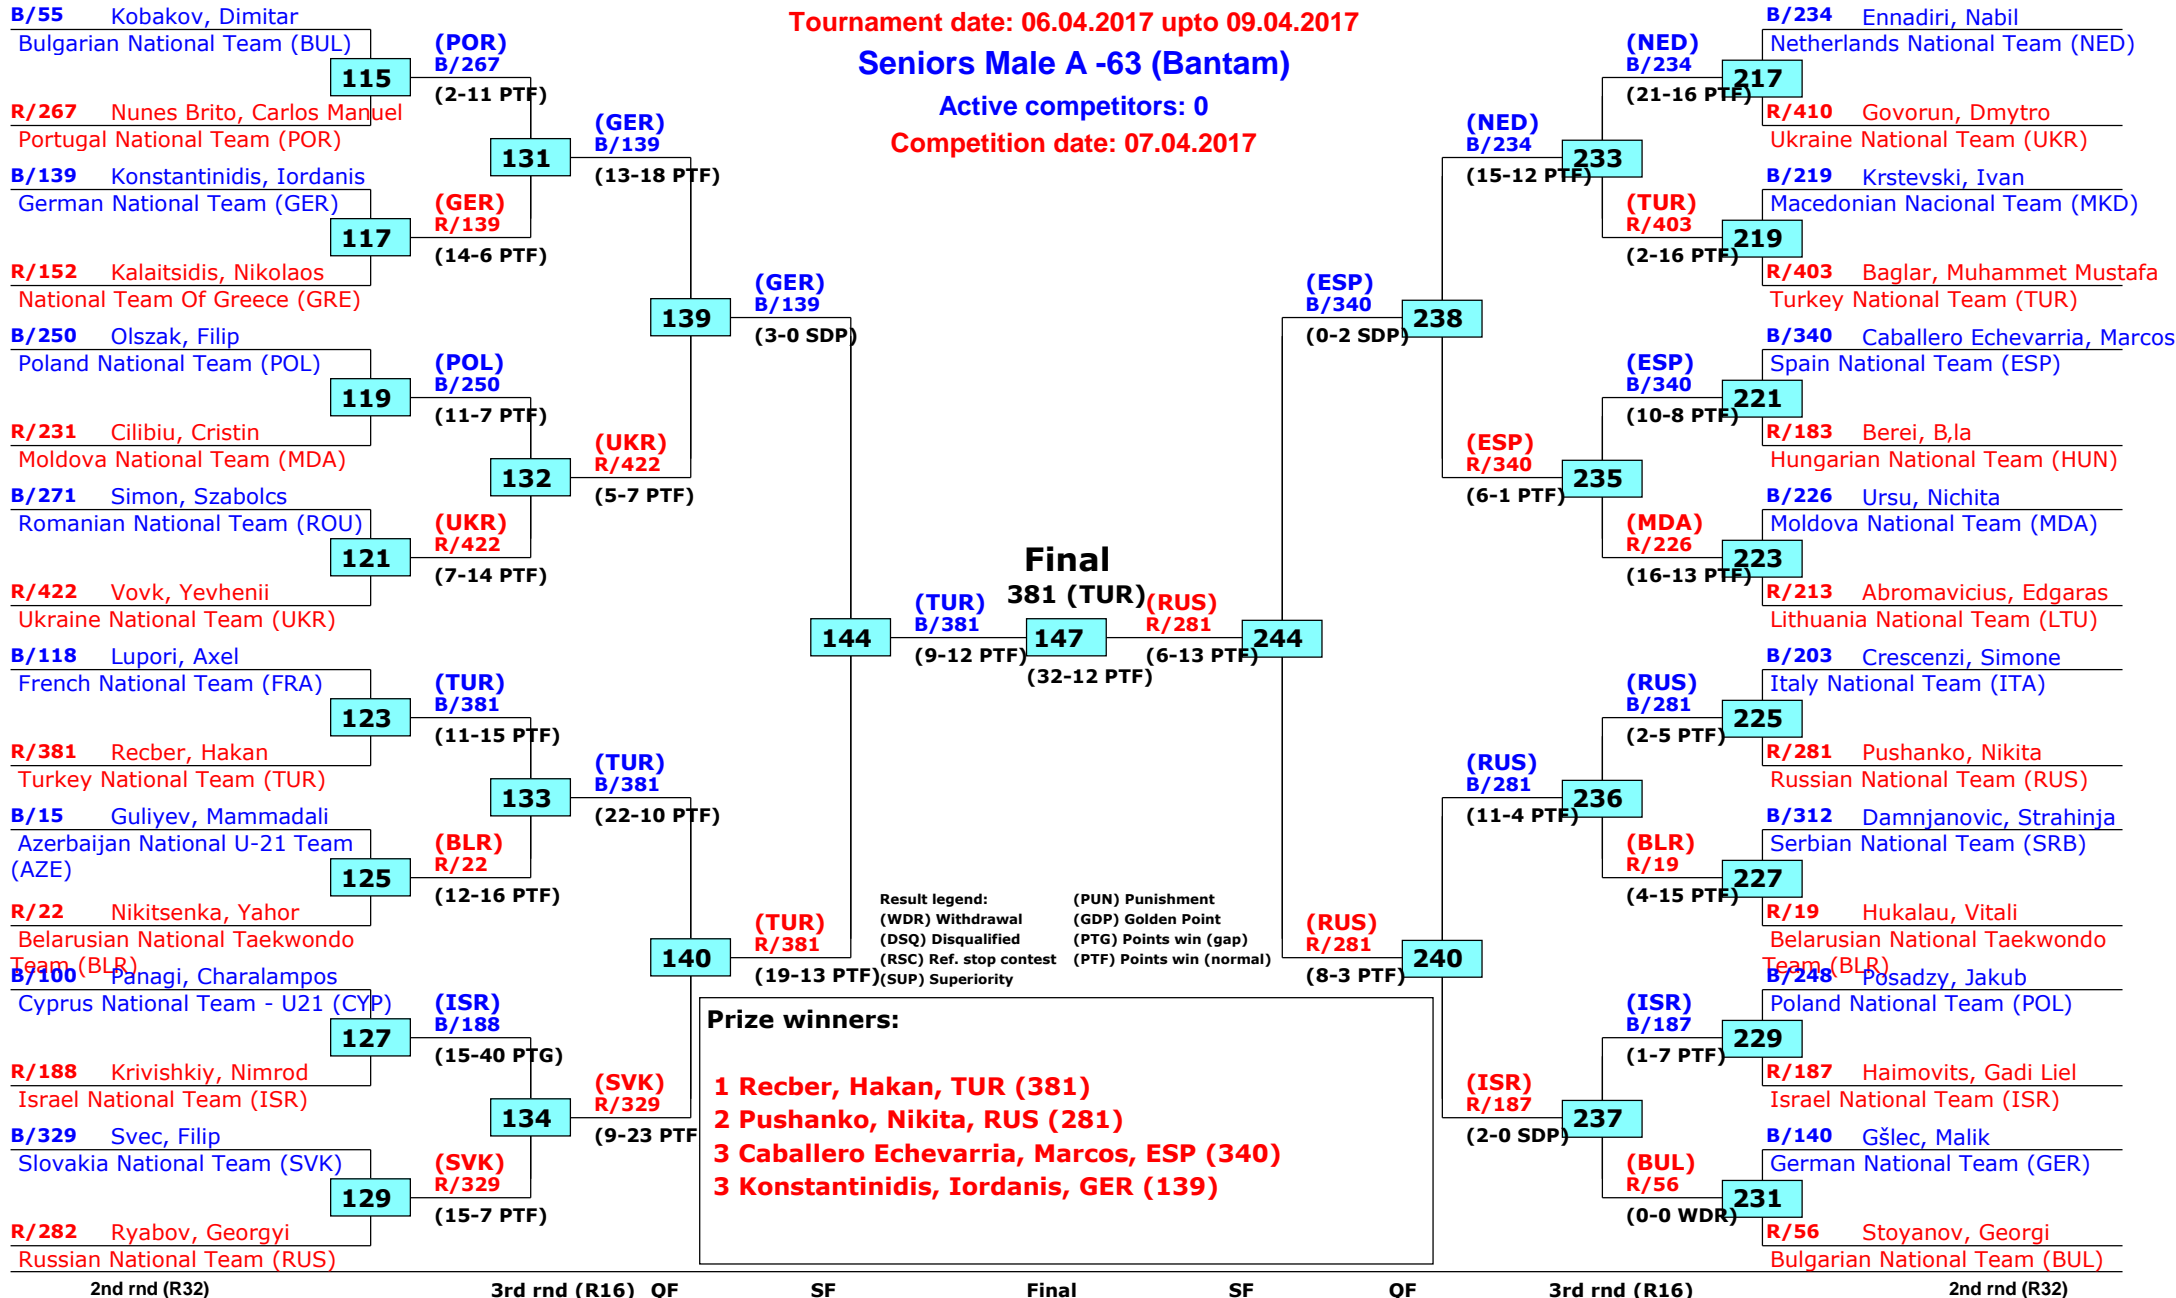 Tournament date: 06.04.2017 upto 09.04.2017
Seniors Male A -63 (Bantam)
Active competitors: 0
Competition date: 07.04.2017
B/55 Kobakov, Dimitar
Bulgarian National Team (BUL)
115
R/267 Nunes Brito, Carlos Manuel
Portugal National Team (POR)
B/139 Konstantinidis, Iordanis
German National Team (GER)
117
R/152 Kalaitsidis, Nikolaos
National Team Of Greece (GRE)
B/250 Olszak, Filip
Poland National Team (POL)
119
R/231 Cilibiu, Cristin
Moldova National Team (MDA)
B/271 Simon, Szabolcs
Romanian National Team (ROU)
121
R/422 Vovk, Yevhenii
Ukraine National Team (UKR)
B/118 Lupori, Axel
French National Team (FRA)
123
R/381 Recber, Hakan
Turkey National Team (TUR)
B/15 Guliyev, Mammadali
Azerbaijan National U-21 Team
(AZE)
125
R/22 Nikitsenka, Yahor
Belarusian National Taekwondo
Team (BLR)
B/100 Panagi, Charalampos
Cyprus National Team - U21 (CYP)
127
R/188 Krivishkiy, Nimrod
Israel National Team (ISR)
B/329 Svec, Filip
Slovakia National Team (SVK)
129
R/282 Ryabov, Georgyi
Russian National Team (RUS)
(POR)
B/267
(2-11 PTF)
131
(GER)
R/139
(14-6 PTF)
(POL)
B/250
(11-7 PTF)
132
(UKR)
R/422
(7-14 PTF)
(TUR)
B/381
(11-15 PTF)
133
(BLR)
R/22
(12-16 PTF)
(ISR)
B/188
(15-40 PTG)
134
(SVK)
R/329
(15-7 PTF)
(GER)
B/139
(13-18 PTF)
139
(UKR)
R/422
(5-7 PTF)
(TUR)
B/381
(22-10 PTF)
140
(SVK)
R/329
(9-23 PTF
(GER)
B/139
(3-0 SDP)
144
(TUR)
R/381
(19-13 PTF)
(TUR)
B/381
(9-12 PTF)
Final
381 (TUR)
147
(32-12 PTF)
(RUS)
R/281
(6-13 PTF)
244
(ESP)
B/340
(0-2 SDP)
238
(RUS)
R/281
(8-3 PTF)
240
(NED)
B/234
(15-12 PTF)
233
(ESP)
R/340
(6-1 PTF)
235
(RUS)
B/281
(11-4 PTF)
236
(ISR)
R/187
(2-0 SDP)
237
(NED)
B/234
(21-16 PTF)
217
(TUR)
R/403
(2-16 PTF)
219
(ESP)
B/340
(10-8 PTF)
221
(MDA)
R/226
(16-13 PTF)
223
(RUS)
B/281
(2-5 PTF)
225
(BLR)
R/19
(4-15 PTF)
227
(ISR)
B/187
(1-7 PTF)
229
(BUL)
R/56
(0-0 WDR)
231
B/234 Ennadiri, Nabil
Netherlands National Team (NED)
R/410 Govorun, Dmytro
Ukraine National Team (UKR)
B/219 Krstevski, Ivan
Macedonian Nacional Team (MKD)
R/403 Baglar, Muhammet Mustafa
Turkey National Team (TUR)
B/340 Caballero Echevarria, Marcos
Spain National Team (ESP)
R/183 Berei, B‚la
Hungarian National Team (HUN)
B/226 Ursu, Nichita
Moldova National Team (MDA)
R/213 Abromavicius, Edgaras
Lithuania National Team (LTU)
B/203 Crescenzi, Simone
Italy National Team (ITA)
R/281 Pushanko, Nikita
Russian National Team (RUS)
B/312 Damnjanovic, Strahinja
Serbian National Team (SRB)
R/19 Hukalau, Vitali
Belarusian National Taekwondo
Team (BLR)
B/248 Posadzy, Jakub
Poland National Team (POL)
R/187 Haimovits, Gadi Liel
Israel National Team (ISR)
B/140 Gšlec, Malik
German National Team (GER)
R/56 Stoyanov, Georgi
Bulgarian National Team (BUL)
Result legend:
(WDR) Withdrawal
(DSQ) Disqualified
(RSC) Ref. stop contest
(SUP) Superiority
(PUN) Punishment
(GDP) Golden Point
(PTG) Points win (gap)
(PTF) Points win (normal)
Prize winners:
1 Recber, Hakan, TUR (381)
2 Pushanko, Nikita, RUS (281)
3 Caballero Echevarria, Marcos, ESP (340)
3 Konstantinidis, Iordanis, GER (139)
2nd rnd (R32) 3rd rnd (R16) QF SF Final SF QF 3rd rnd (R16) 2nd rnd (R32)